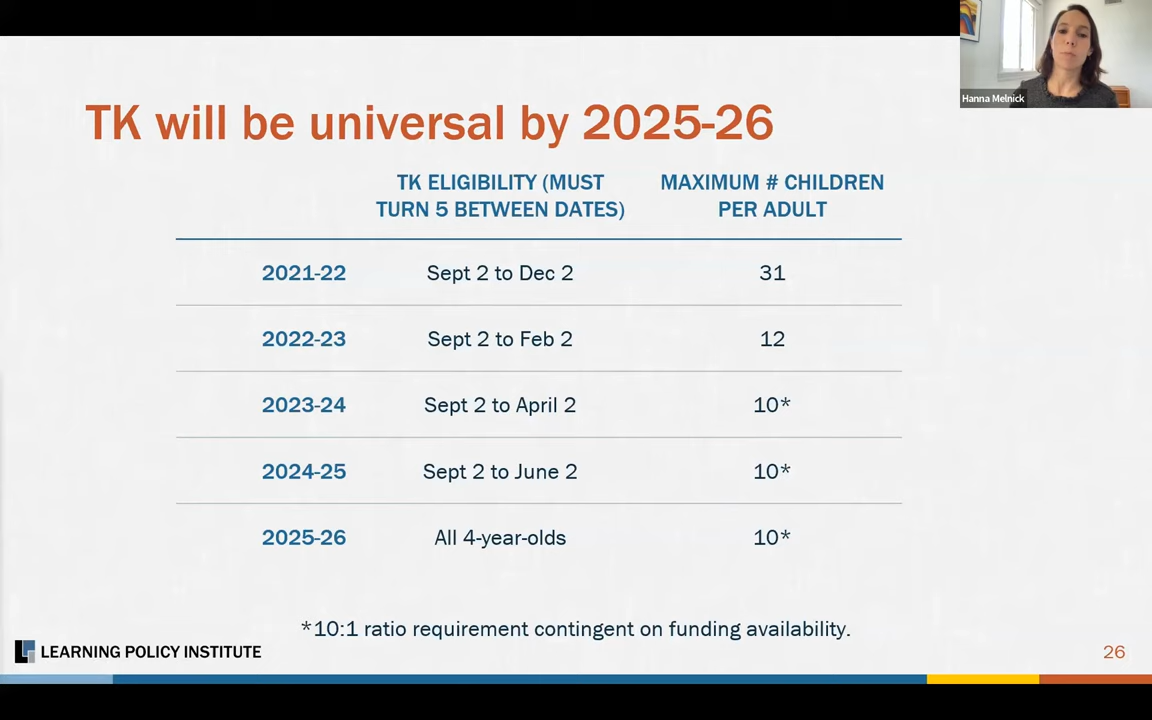 Hanna Melnick
TK will be universal by 2025-26
TK ELIGIBILITY (MUST
TURN 5 BETWEEN DATES)
MAXIMUM # CHILDREN
PER ADULT
2021-22 Sept 2 to Dec 2 31
2022-23 Sept 2 to Feb 2 12
2023-24 Sept 2 to April 2 10*
2024-25 Sept 2 to June 2 10*
2025-26 All 4-year-olds 10*
*10:1 ratio requirement contingent on funding availability.
LEARNING POLICY INSTITUTE
26